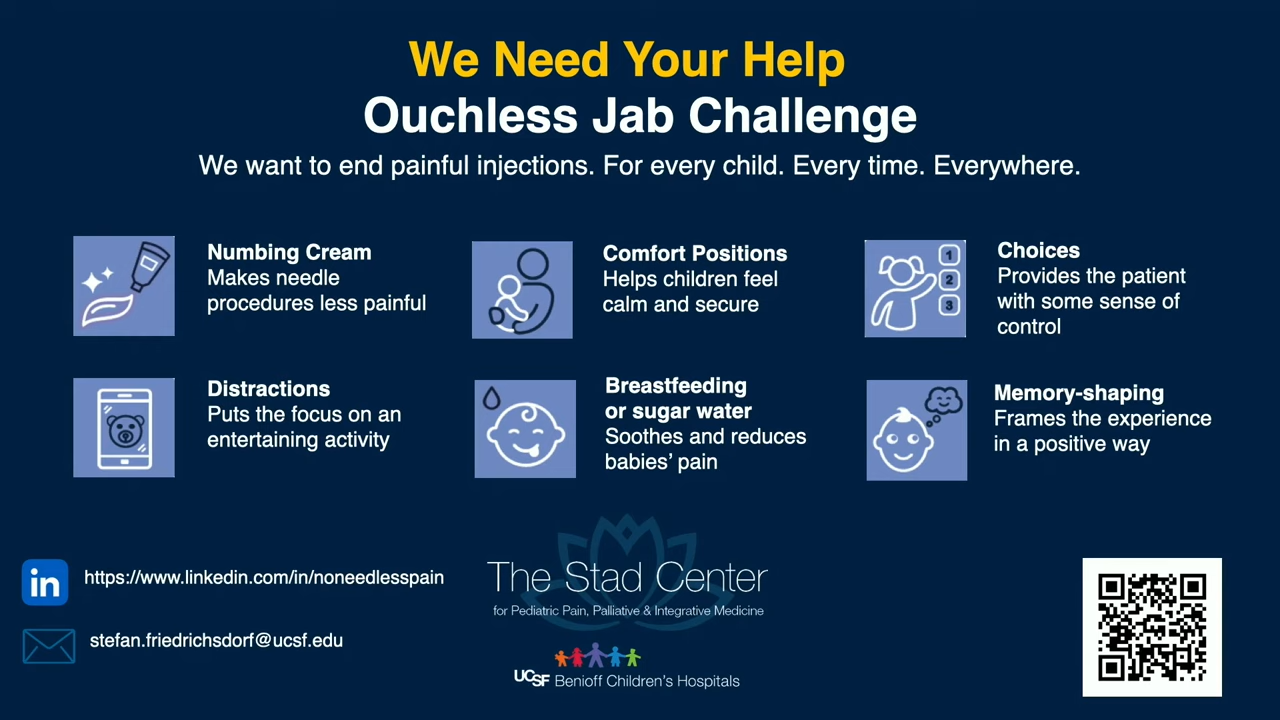 We Need Your Help
Ouchless Jab Challenge
We want to end painful injections. For every child. Every time. Everywhere.
Numbing Cream
Makes needle
procedures less painful
Comfort Positions
Helps children feel
calm and secure
1
2
3
Choices
Provides the patient
with some sense of
control
Distractions
Puts the focus on an
entertaining activity
Breastfeeding
or sugar water
Soothes and reduces
babies' pain
Memory-shaping
Frames the experience
in a positive way
in
https://www.linkedin.com/in/noneedlesspain
stefan.friedrichsdorf@ucsf.edu
The Stad Center
for Pediatric Pain, Palliative & Integrative Medicine
UCSF Benioff Children's Hospitals